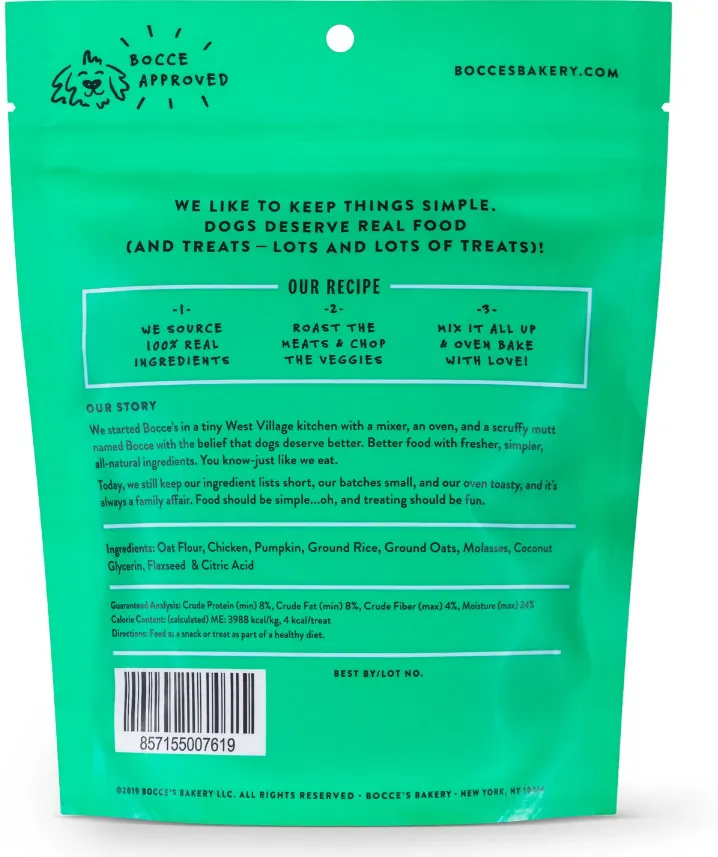 BOCCE
APPROVED
BOCCESBAKERY.COM
WE LIKE TO KEEP THINGS SIMPLE.
DOGS DESERVE REAL FOOD
(AND TREATS — LOTS AND LOTS OF TREATS)!
OUR RECIPE
-1-
WE SOURCE
100% REAL
INGREDIENTS
-2-
ROAST THE
MEATS & CHOP
THE VEGGIES
-3-
MIX IT ALL UP
& OVEN BAKE
WITH LOVE!
OUR STORY
We started Bocce's in a tiny West Village kitchen with a mixer, an oven, and a scruffy mutt
named Bocce with the belief that dogs deserve better. Better food with fresher, simpler,
all-natural ingredients. You know-just like we eat.
Today, we still keep our ingredient lists short, our batches small, and our oven toasty, and it's
always a family affair. Food should be simple...oh, and treating should be fun.
Ingredients: Oat Flour, Chicken, Pumpkin, Ground Rice, Ground Oats, Molasses, Coconut
Glycerin, Flaxseed & Citric Acid
Guaranteed Analysis: Crude Protein (min) 8%, Crude Fat (min) 8%, Crude Fiber (max) 4%, Moisture (max) 24%
Calorie Content: (calculated) ME: 3988 kcal/kg, 4 kcal/treat
Directions: Feed as a snack or treat as part of a healthy diet.
BEST BY/LOT NO.
857155007619
©2019 BOCCE'S BAKERY LLC. ALL RIGHTS RESERVED · BOCCE'S BAKERY · NEW YORK, NY